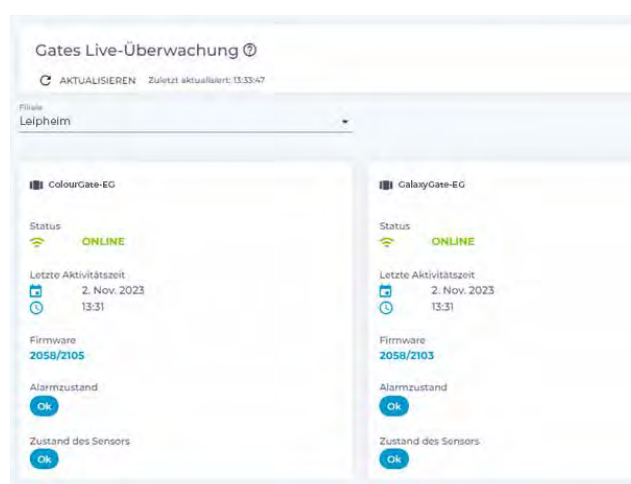 Gates Live-Überwachung ?
AKTUALISIEREN Zuletzt aktualisiert: 13:33:47
Filiale
Leipheim
ColourGate-EG
Status
ONLINE
Letzte Aktivitätszeit
2. Nov. 2023
13:31
Firmware
2058/2105
Alarmzustand
Ok
Zustand des Sensors
Ok
GalaxyGate-EG
Status
ONLINE
Letzte Aktivitätszeit
2. Nov. 2023
13:31
Firmware
2058/2103
Alarmzustand
Ok
Zustand des Sensors
Ok